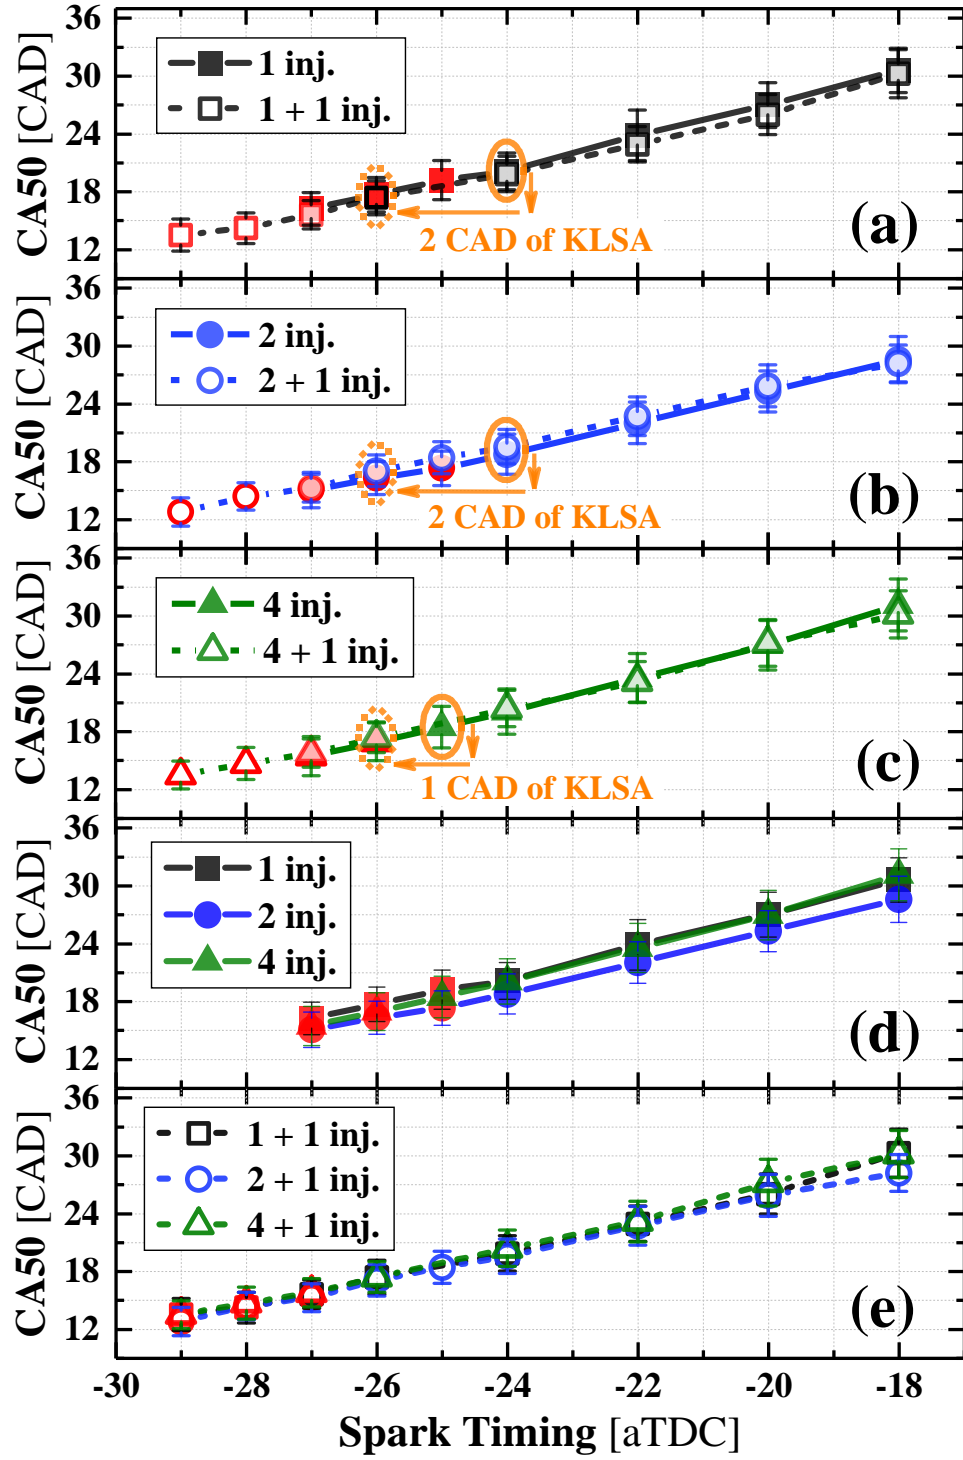 36
30
24
18
12
CA50 [CAD]
1 inj.
1 + 1 inj.
2 CAD of KLSA
(a)
36
30
24
18
12
CA50 [CAD]
2 inj.
2 + 1 inj.
2 CAD of KLSA
(b)
36
30
24
18
12
CA50 [CAD]
4 inj.
4 + 1 inj.
1 CAD of KLSA
(c)
36
30
24
18
12
CA50 [CAD]
1 inj.
2 inj.
4 inj.
(d)
36
30
24
18
12
CA50 [CAD]
1 + 1 inj.
2 + 1 inj.
4 + 1 inj.
(e)
-30 -28 -26 -24 -22 -20 -18
Spark Timing [aTDC]